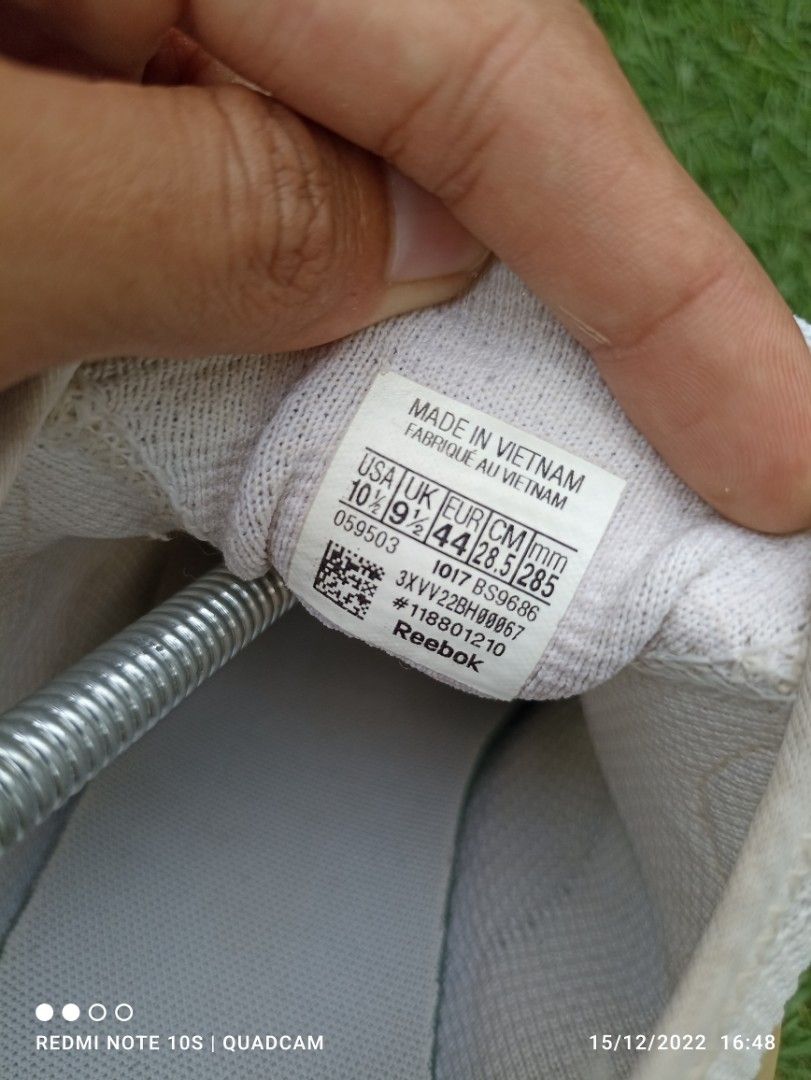 MADE IN VIETNAM
FABRIQUÉ AU VIETNAM
USA UK EUR CM mm
10½ 9½ 44 28.5 285
059503 1017 BS9686
3XVV22BH00067
#118801210
Reebok
REDMI NOTE 10S | QUADCAM 15/12/2022 16:48